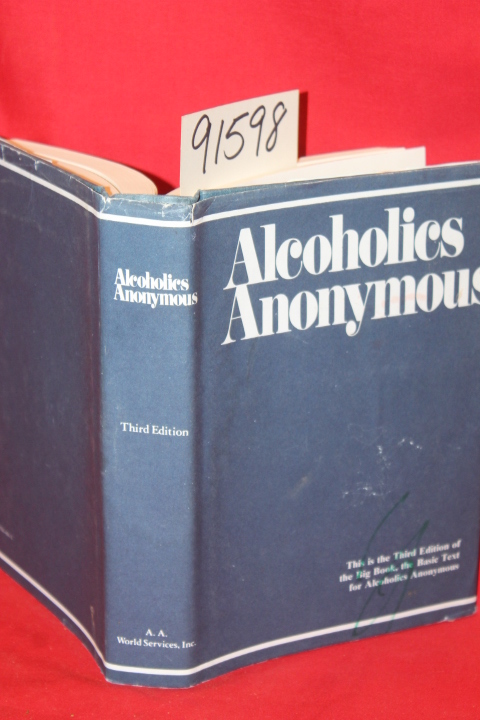 91598
Alcoholics
Anonymous
Third Edition
A. A.
World Services, Inc.
Alcoholics
Anonymous
This is the Third Edition of
the Big Book, the Basic Text
for Alcoholics Anonymous